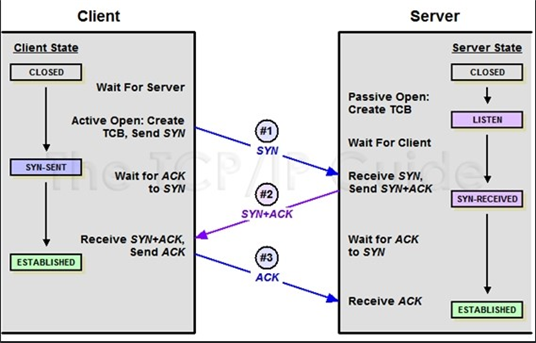 Client
Server
Client State
Server State
CLOSED
CLOSED
Wait For Server
Passive Open:
Create TCB
Active Open: Create
TCB, Send SYN
#1
SYN
LISTEN
Wait For Client
SYN-SENT
The TCP/IP Guide
Wait for ACK
to SYN
Receive SYN,
Send SYN+ACK
#2
SYN+ACK
SYN-RECEIVED
Receive SYN+ACK,
Send ACK
Wait for ACK
to SYN
#3
ACK
ESTABLISHED
Receive ACK
ESTABLISHED